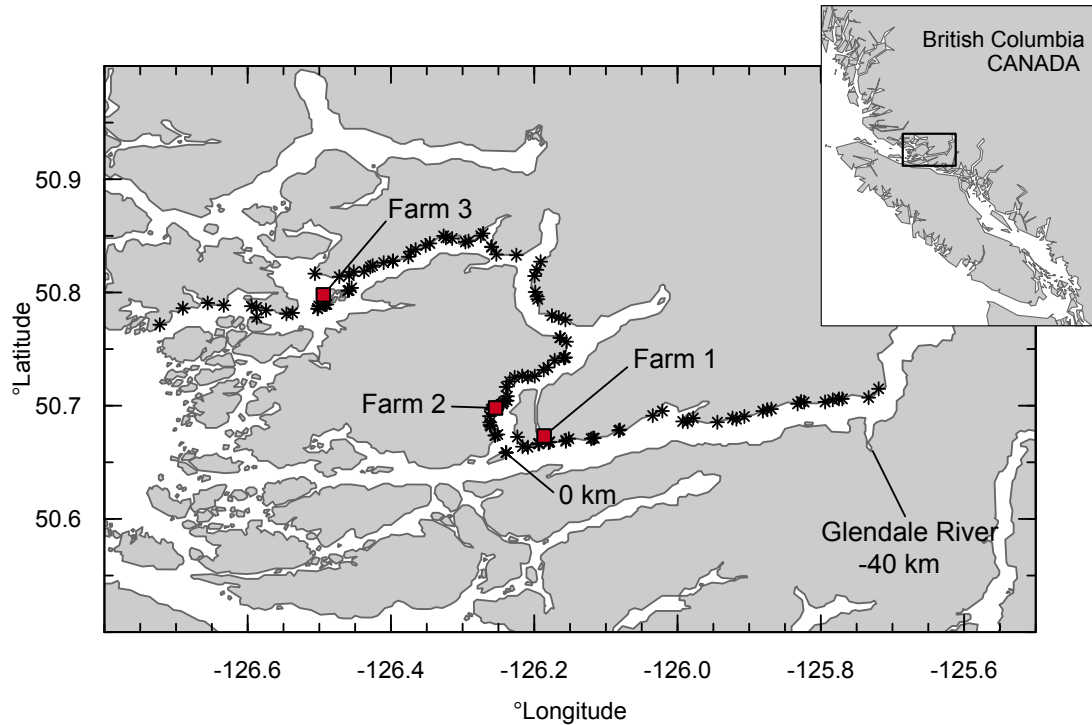 British Columbia
CANADA
50.9
50.8
50.7
50.6
°Latitude
Farm 3
Farm 1
Farm 2
0 km
Glendale River
-40 km
-126.6
-126.4
-126.2
-126.0
-125.8
-125.6
°Longitude